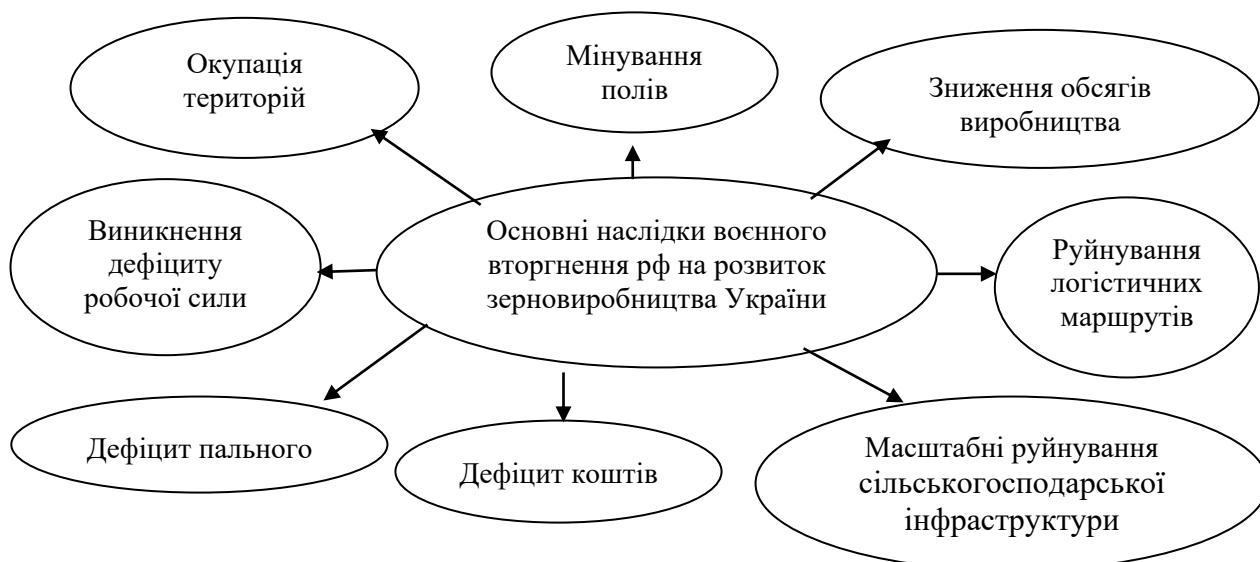 Окупація
територій
Мінування
полів
Зниження обсягів
виробництва
Виникнення
дефіциту
робочої сили
Основні наслідки воєнного
вторгнення рф на розвиток
зерновиробництва України
Руйнування
логістичних
маршрутів
Дефіцит пального
Дефіцит коштів
Масштабні руйнування
сільськогосподарської
інфраструктури